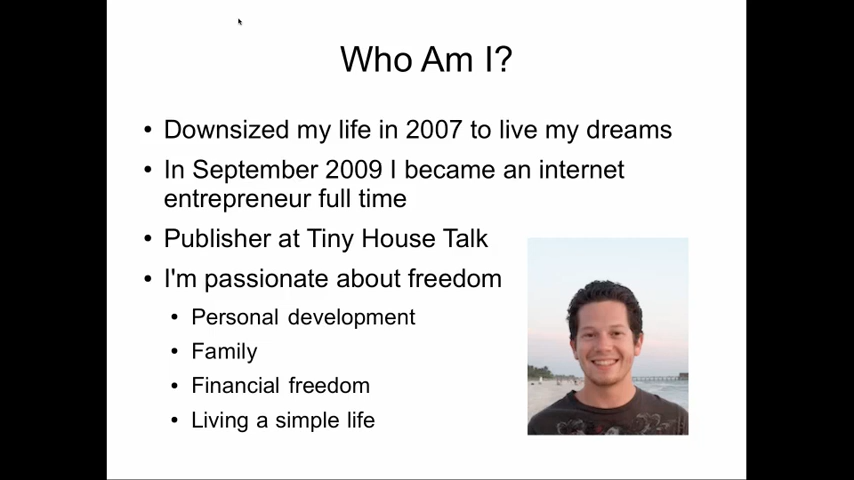 Who Am I?
• Downsized my life in 2007 to live my dreams
• In September 2009 I became an internet
entrepreneur full time
• Publisher at Tiny House Talk
• I'm passionate about freedom
• Personal development
• Family
• Financial freedom
• Living a simple life